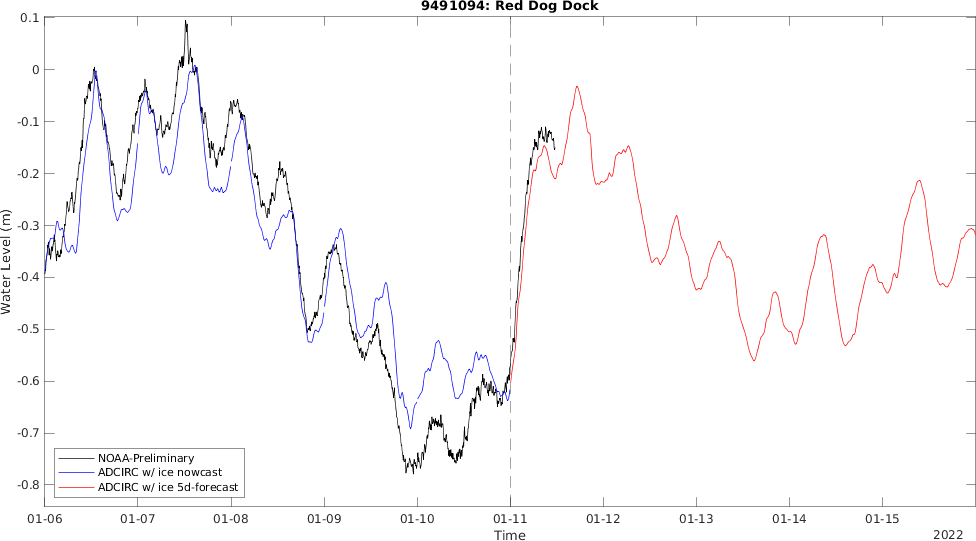 9491094: Red Dog Dock
0.1
0
-0.1
-0.2
-0.3
-0.4
-0.5
-0.6
-0.7
-0.8
Water Level (m)
NOAA-Preliminary
ADCIRC w/ ice nowcast
ADCIRC w/ ice 5d-forecast
01-06 01-07 01-08 01-09 01-10 01-11 01-12 01-13 01-14 01-15
Time
2022